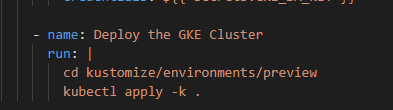 - name: Deploy the GKE Cluster
run: |
cd kustomize/environments/preview
kubectl apply -k .